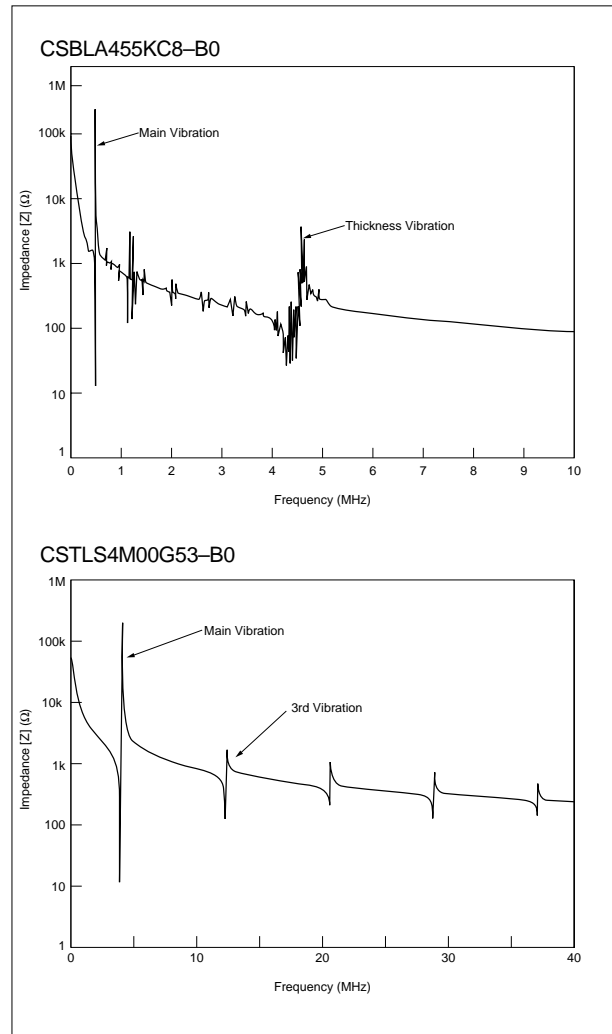 CSBLA455KC8–B0
1M
100k
10k
1k
100
10
1
Impedance [Z] (Ω)
Main Vibration
Thickness Vibration
0 1 2 3 4 5 6 7 8 9 10
Frequency (MHz)
CSTLS4M00G53–B0
1M
100k
10k
1k
100
10
1
Impedance [Z] (Ω)
Main Vibration
3rd Vibration
0 10 20 30 40
Frequency (MHz)